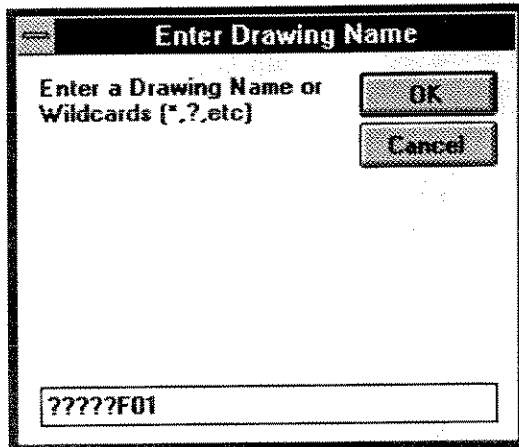 Enter Drawing Name
Enter a Drawing Name or
Wildcards (*,?,etc)
OK
Cancel
?????F01